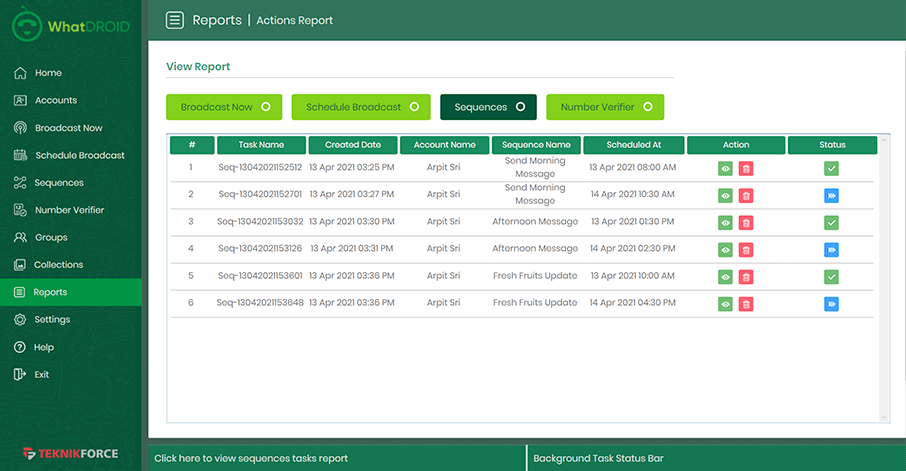 WhatDROID
Reports | Actions Report
Home
Accounts
Broadcast Now
Schedule Broadcast
Sequences
Number Verifier
Groups
Collections
Reports
Settings
Help
Exit
TEKNIKFORCE
View Report
Broadcast Now Schedule Broadcast Sequences Number Verifier
# Task Name Created Date Account Name Sequence Name Scheduled At Action Status
1 Seq-13042021152512 13 Apr 2021 03:25 PM Arpit Sri Send Morning Message 13 Apr 2021 08:00 AM
2 Seq-13042021152701 13 Apr 2021 03:27 PM Arpit Sri Send Morning Message 14 Apr 2021 10:30 AM
3 Seq-13042021153032 13 Apr 2021 03:30 PM Arpit Sri Afternoon Message 13 Apr 2021 01:30 PM
4 Seq-13042021153126 13 Apr 2021 03:31 PM Arpit Sri Afternoon Message 14 Apr 2021 02:30 PM
5 Seq-13042021153601 13 Apr 2021 03:36 PM Arpit Sri Fresh Fruits Update 13 Apr 2021 10:00 AM
6 Seq-13042021153648 13 Apr 2021 03:36 PM Arpit Sri Fresh Fruits Update 14 Apr 2021 04:30 PM
Click here to view sequences tasks report
Background Task Status Bar